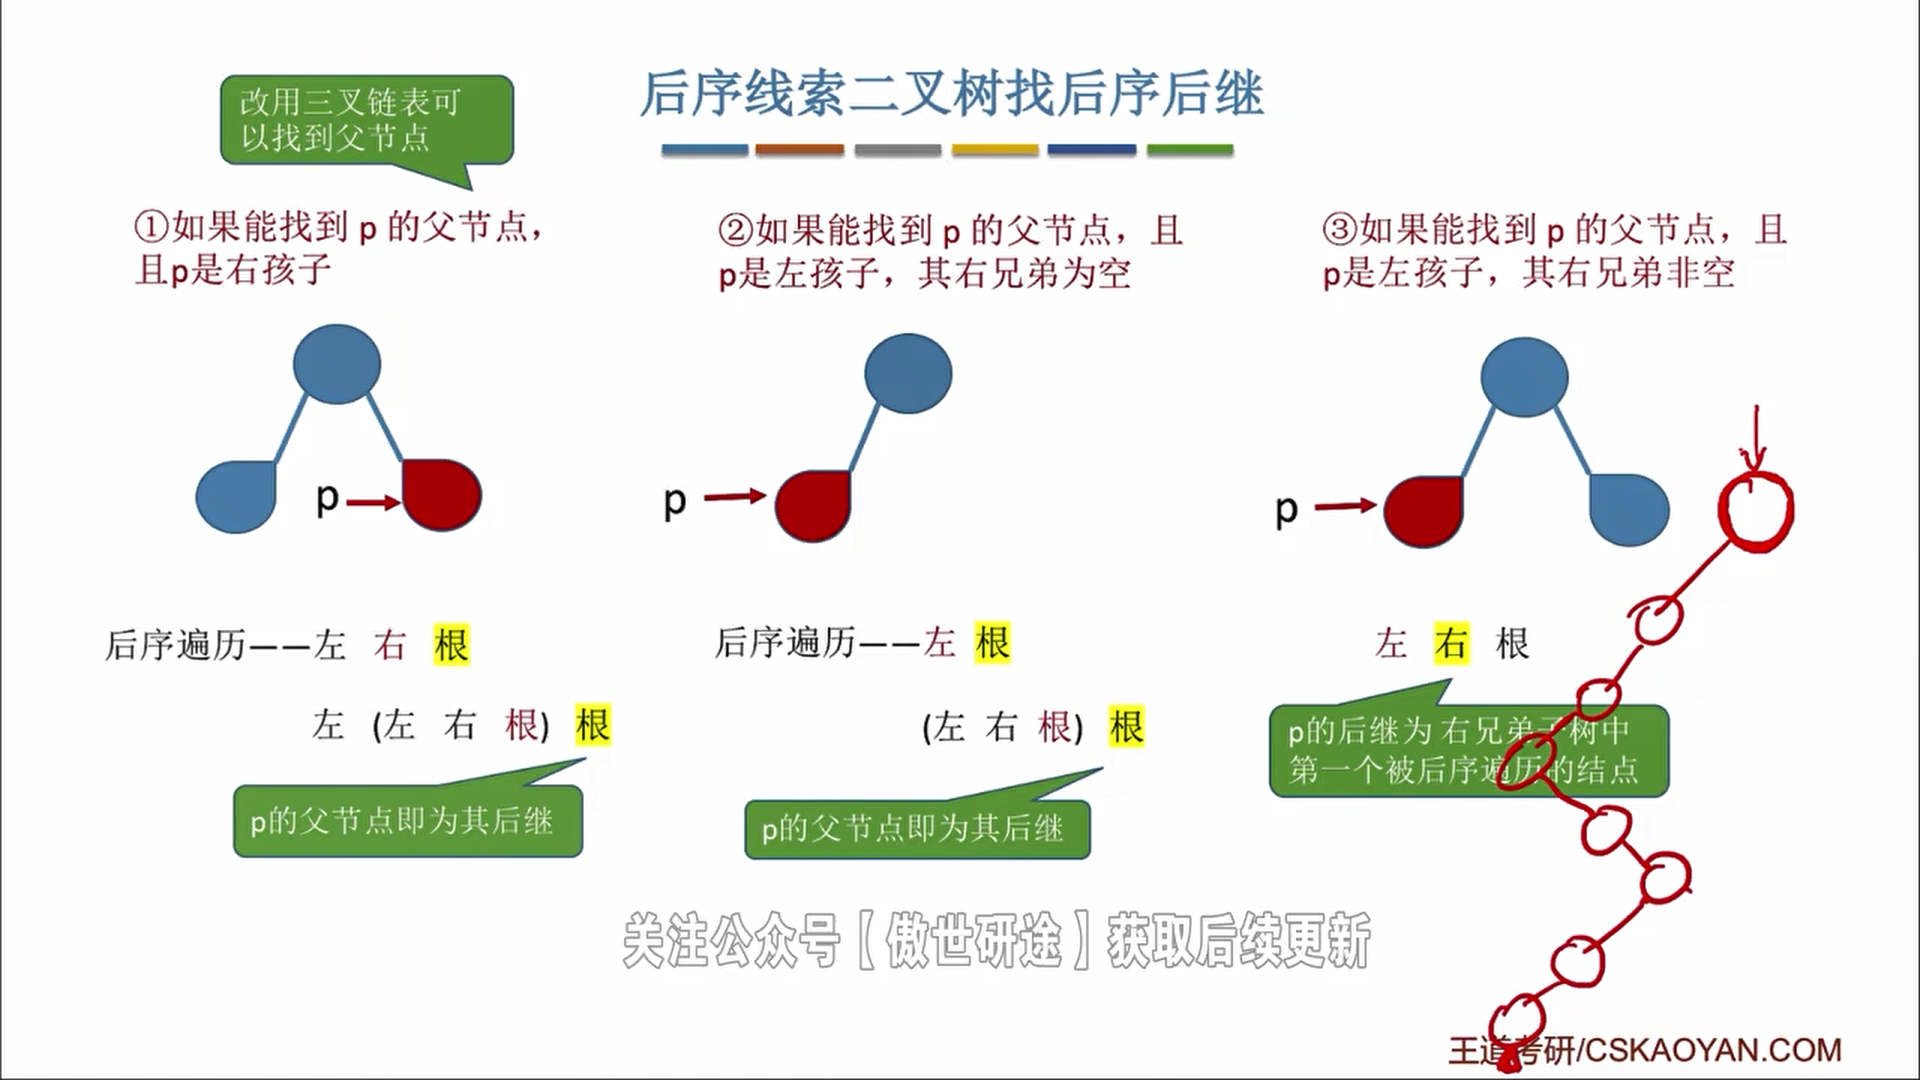 后序线索二叉树找后序后继
改用三叉链表可
以找到父节点
①如果能找到 p 的父节点，
且p是右孩子
p
后序遍历——左 右 根
左 (左 右 根) 根
p的父节点即为其后继
②如果能找到 p 的父节点，且
p是左孩子，其右兄弟为空
p
后序遍历——左 根
(左 右 根) 根
p的父节点即为其后继
③如果能找到 p 的父节点，且
p是左孩子，其右兄弟非空
p
左 右 根
p的后继为 右兄弟子树中
第一个被后序遍历的结点
关注公众号【傲世研途】获取后续更新
王道考研/CSKAOYAN.COM